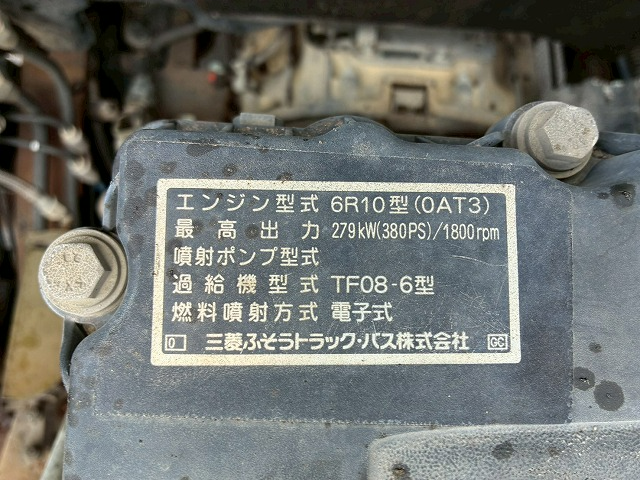 エンジン型式 6R10型(0AT3)
最高出力 279kW(380PS)/1800rpm
噴射ポンプ型式
過給機型式 TF08-6型
燃料噴射方式 電子式
0 三菱ふそうトラック・バス株式会社 GC